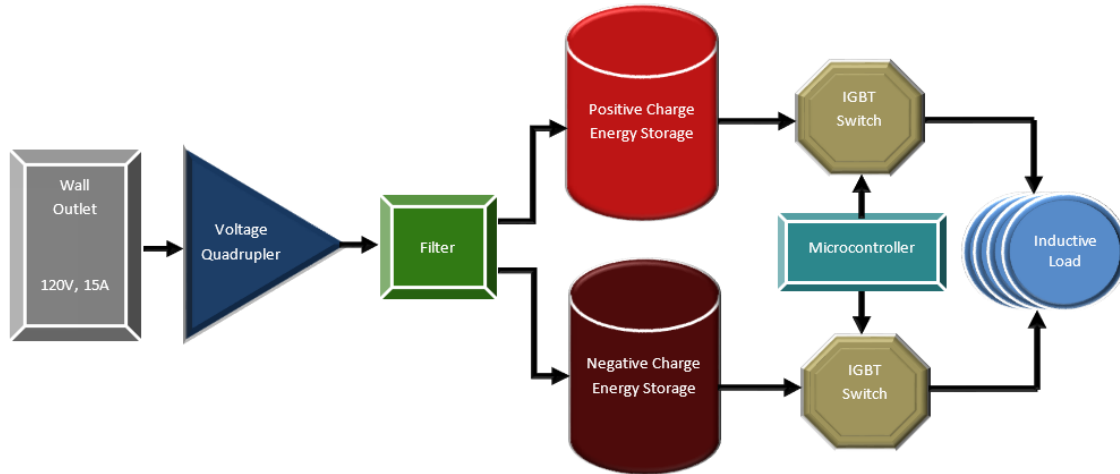 Wall
Outlet
120V, 15A
Voltage
Quadrupler
Filter
Positive Charge
Energy Storage
Negative Charge
Energy Storage
IGBT
Switch
Microcontroller
IGBT
Switch
Inductive
Load